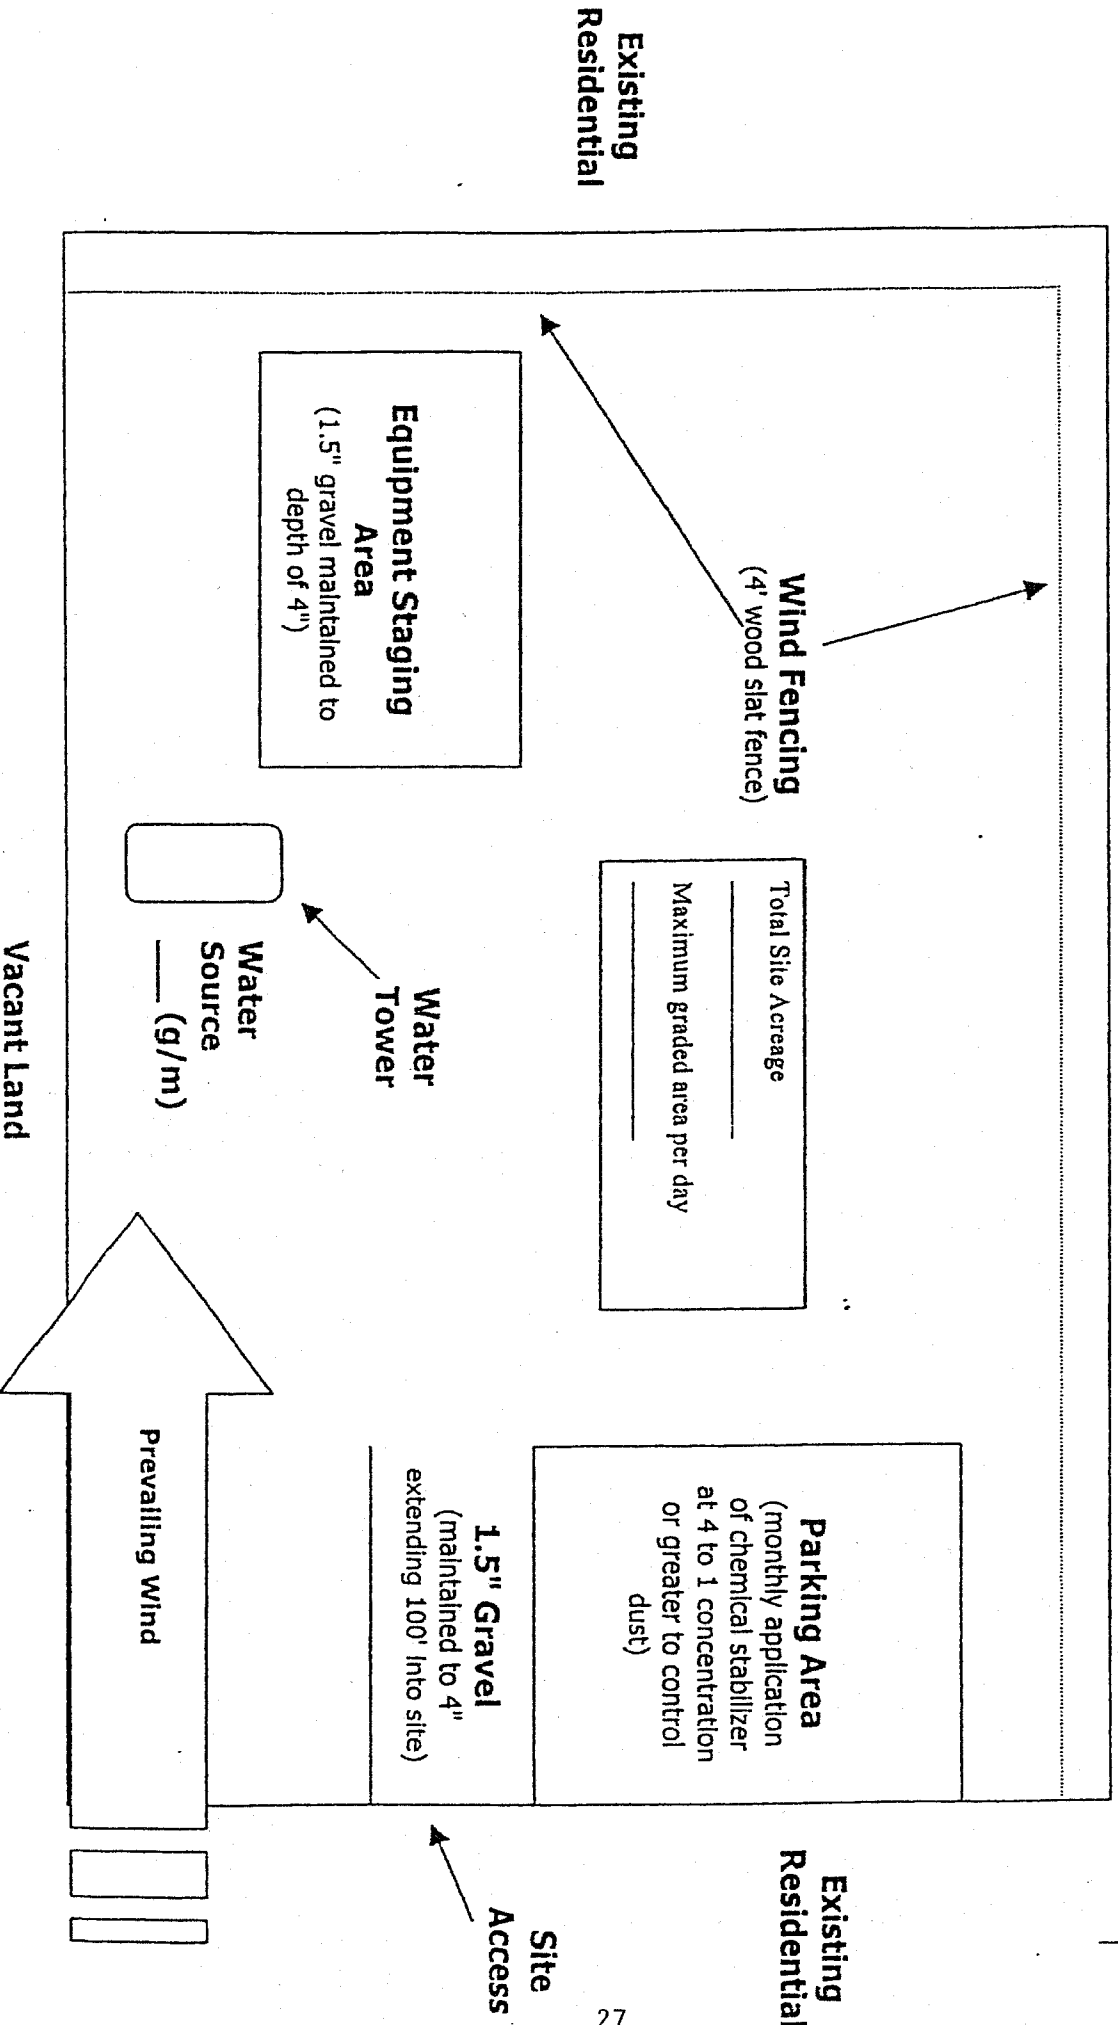 Existing
Residential
Wind Fencing
(4' wood slat fence)
Equipment Staging
Area
(1.5" gravel maintained to
depth of 4")
Total Site Acreage
Maximum graded area per day
Water
Tower
Water
Source
___ (g/m)
Vacant Land
Prevailing Wind
Parking Area
(monthly application
of chemical stabilizer
at 4 to 1 concentration
or greater to control
dust)
1.5" Gravel
(maintained to 4"
extending 100' into site)
Existing
Residential
Site
Access
27